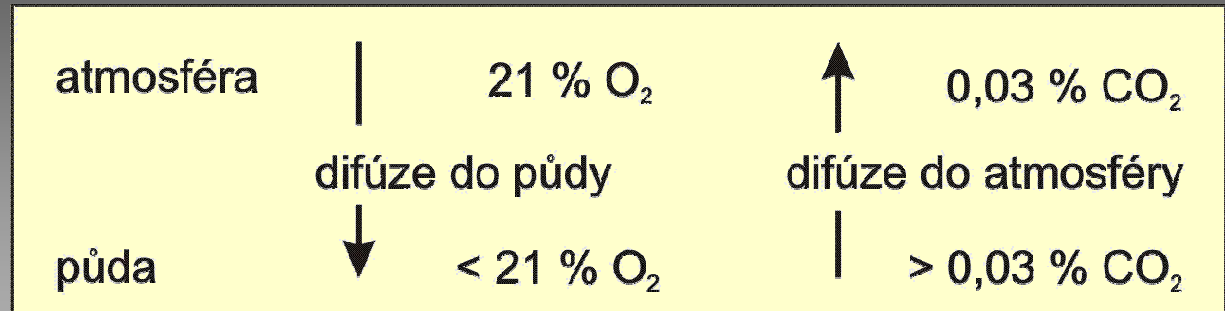 atmosféra 21 % O₂ 0,03 % CO₂
difúze do půdy difúze do atmosféry
půda < 21 % O₂ > 0,03 % CO₂